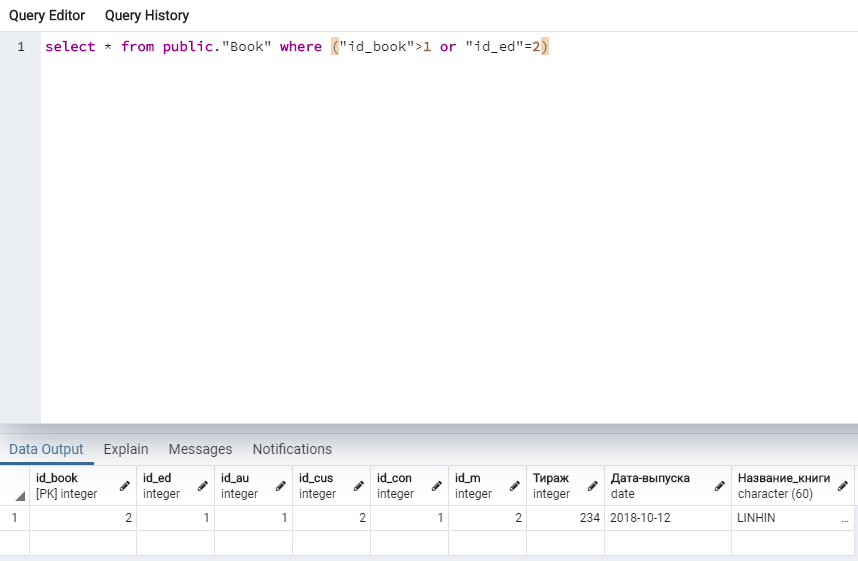 Query Editor Query History
1 select * from public."Book" where ("id_book">1 or "id_ed"=2)
Data Output Explain Messages Notifications
id_book id_ed id_au id_cus id_con id_m Тираж Дата-выпуска Название_книги
[PK] integer integer integer integer integer integer integer date character (60)
1 2 1 1 2 1 2 234 2018-10-12 LINHIN ...